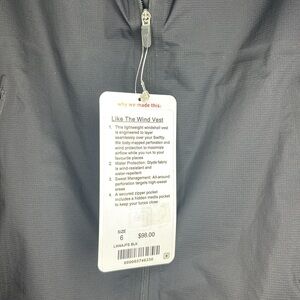 why we made this.
Like The Wind Vest
1. This lightweight windshell vest
is engineered to layer
seamlessly over your Swiftly.
We body-mapped perforation and
wind protection to maximize
airflow while you run to your
favourite places
2. Water Protection: Glyde fabric
is wind-resistant and
water-repellent
3. Sweat Management: All-around
perforation targets high-sweat
areas
4. A secured zipper pocket
includes a hidden media pocket
to keep your tunes close
SIZE
6 $98.00